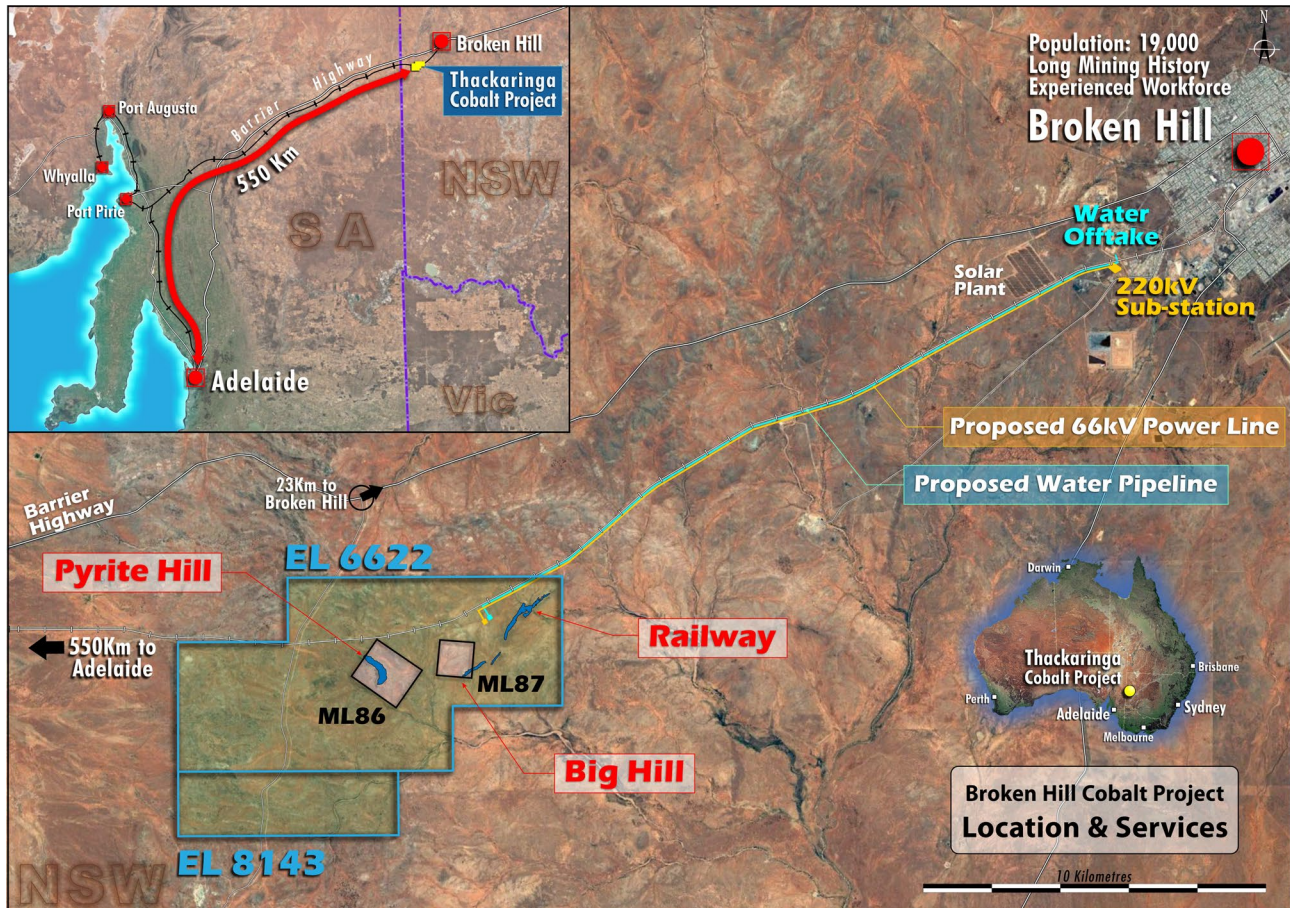 Port Augusta
Whyalla
Port Pirie
Adelaide
Barrier Highway
550 Km
Broken Hill
Thackaringa
Cobalt Project
NSW
SA
Vic
N
Population: 19,000
Long Mining History
Experienced Workforce
Broken Hill
Water
Offtake
Solar
Plant
220kV
Sub-station
Proposed 66kV Power Line
Proposed Water Pipeline
Barrier
Highway
23Km to
Broken Hill
EL 6622
Pyrite Hill
Railway
550Km to
Adelaide
ML86
ML87
Big Hill
EL 8143
NSW
Darwin
Thackaringa
Cobalt Project
Brisbane
Perth
Adelaide
Sydney
Melbourne
Broken Hill Cobalt Project
Location & Services
10 Kilometres